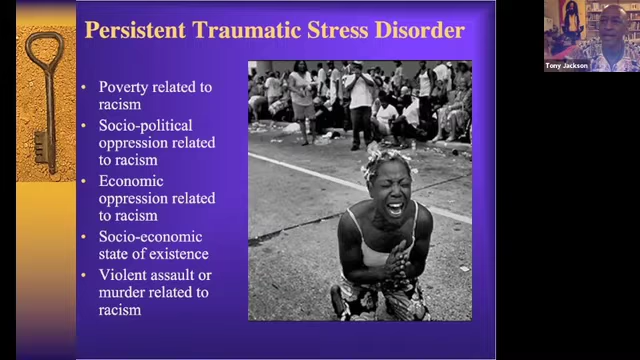 Persistent Traumatic Stress Disorder
• Poverty related to
racism
• Socio-political
oppression related
to racism
• Economic
oppression related
to racism
• Socio-economic
state of existence
• Violent assault or
murder related to
racism
Tony Jackson